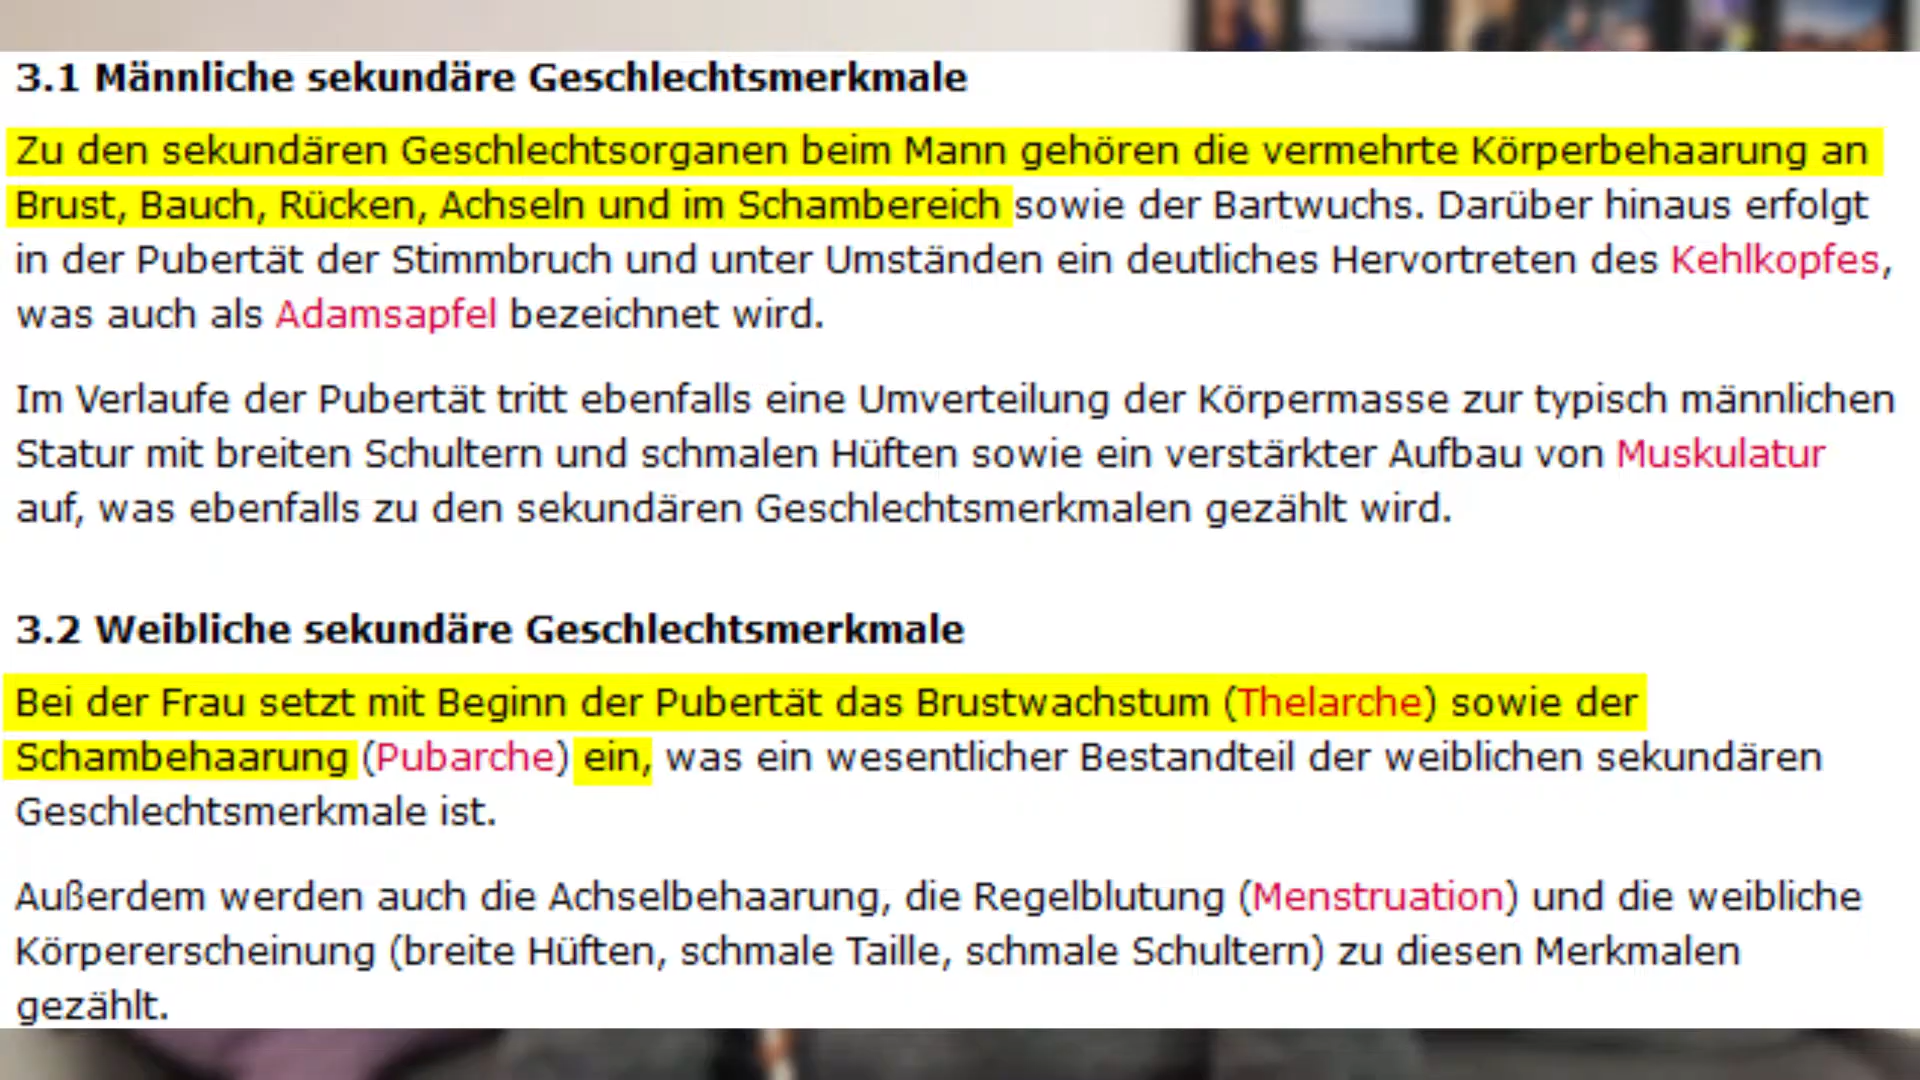 3.1 Männliche sekundäre Geschlechtsmerkmale
Zu den sekundären Geschlechtsorganen beim Mann gehören die vermehrte Körperbehaarung an
Brust, Bauch, Rücken, Achseln und im Schambereich sowie der Bartwuchs. Darüber hinaus erfolgt
in der Pubertät der Stimmbruch und unter Umständen ein deutliches Hervortreten des Kehlkopfes,
was auch als Adamsapfel bezeichnet wird.
Im Verlaufe der Pubertät tritt ebenfalls eine Umverteilung der Körpermasse zur typisch männlichen
Statur mit breiten Schultern und schmalen Hüften sowie ein verstärkter Aufbau von Muskulatur
auf, was ebenfalls zu den sekundären Geschlechtsmerkmalen gezählt wird.
3.2 Weibliche sekundäre Geschlechtsmerkmale
Bei der Frau setzt mit Beginn der Pubertät das Brustwachstum (Thelarche) sowie der
Schambehaarung (Pubarche) ein, was ein wesentlicher Bestandteil der weiblichen sekundären
Geschlechtsmerkmale ist.
Außerdem werden auch die Achselbehaarung, die Regelblutung (Menstruation) und die weibliche
Körpererscheinung (breite Hüften, schmale Taille, schmale Schultern) zu diesen Merkmalen
gezählt.